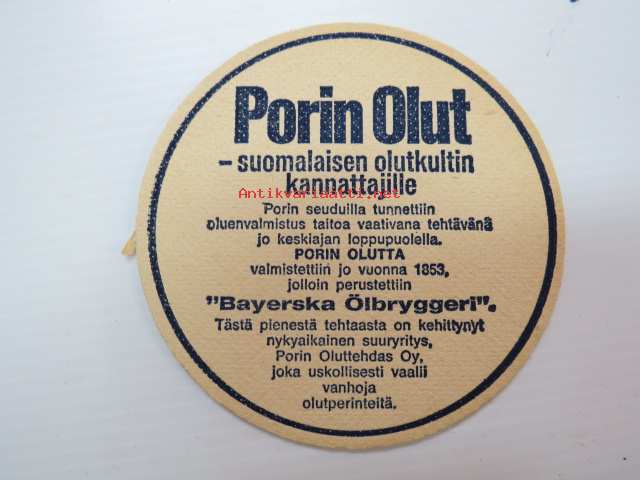 Porin Olut
– suomalaisen olutkultin
kannattajille
Antikvariaatti.net
Porin seuduilla tunnettiin
oluenvalmistus taitoa vaativana tehtävänä
jo keskiajan loppupuolella.
PORIN OLUTTA
valmistettiin jo vuonna 1853,
jolloin perustettiin
"Bayerska Ölbryggeri".
Tästä pienestä tehtaasta on kehittynyt
nykyaikainen suuryritys,
Porin Oluttehdas Oy,
joka uskollisesti vaalii
vanhoja
olutperinteitä.